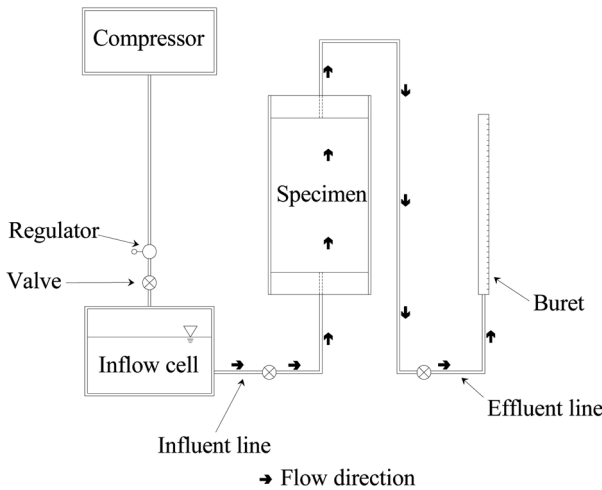 Compressor
Specimen
Regulator
Valve
Buret
Inflow cell
Effluent line
Influent line
Flow direction